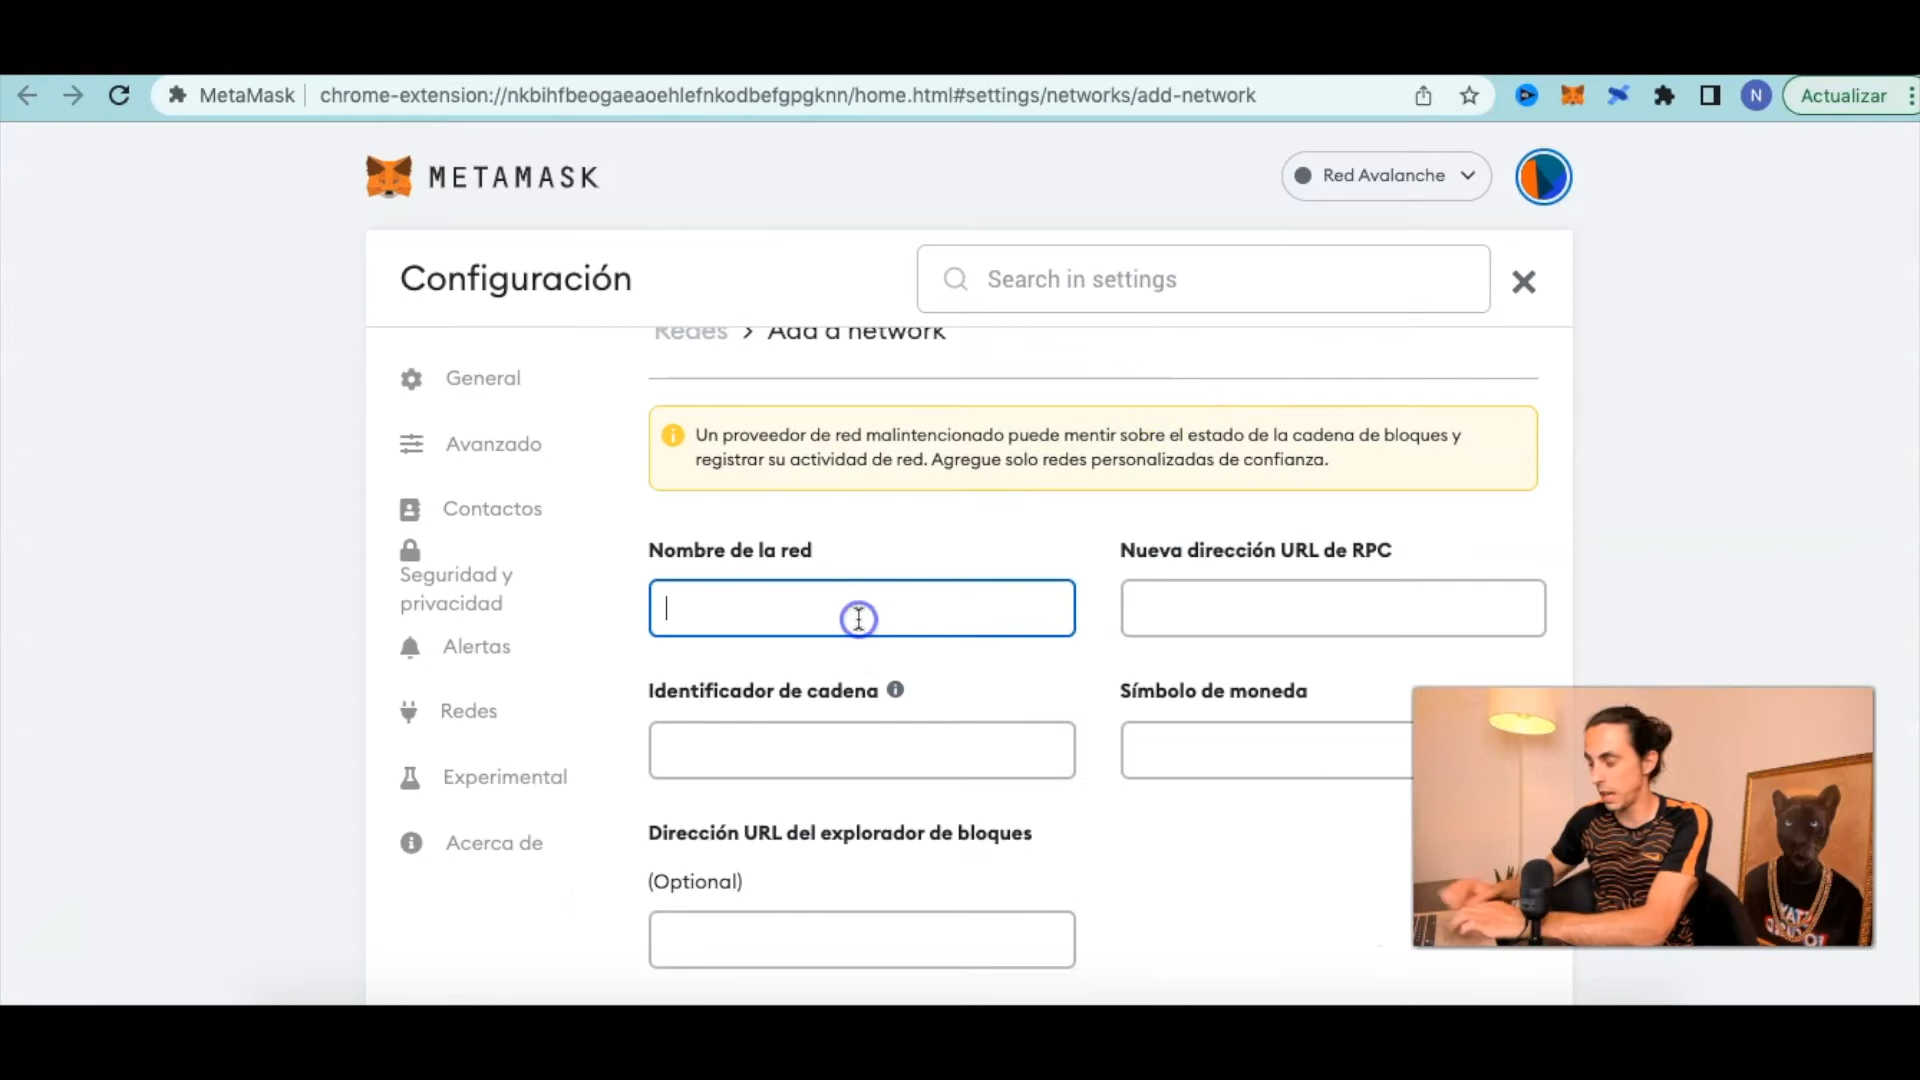 MetaMask
chrome-extension://nkbihfbeogaeaoehlefnkodbefgpgknn/home.html#settings/networks/add-network
N
Actualizar
METAMASK
Red Avalanche
Configuración
Search in settings
Redes > Add a network
General
Avanzado
Contactos
Seguridad y
privacidad
Alertas
Redes
Experimental
Acerca de
Un proveedor de red malintencionado puede mentir sobre el estado de la cadena de bloques y
registrar su actividad de red. Agregue solo redes personalizadas de confianza.
Nombre de la red
Nueva dirección URL de RPC
Identificador de cadena
Símbolo de moneda
Dirección URL del explorador de bloques
(Optional)